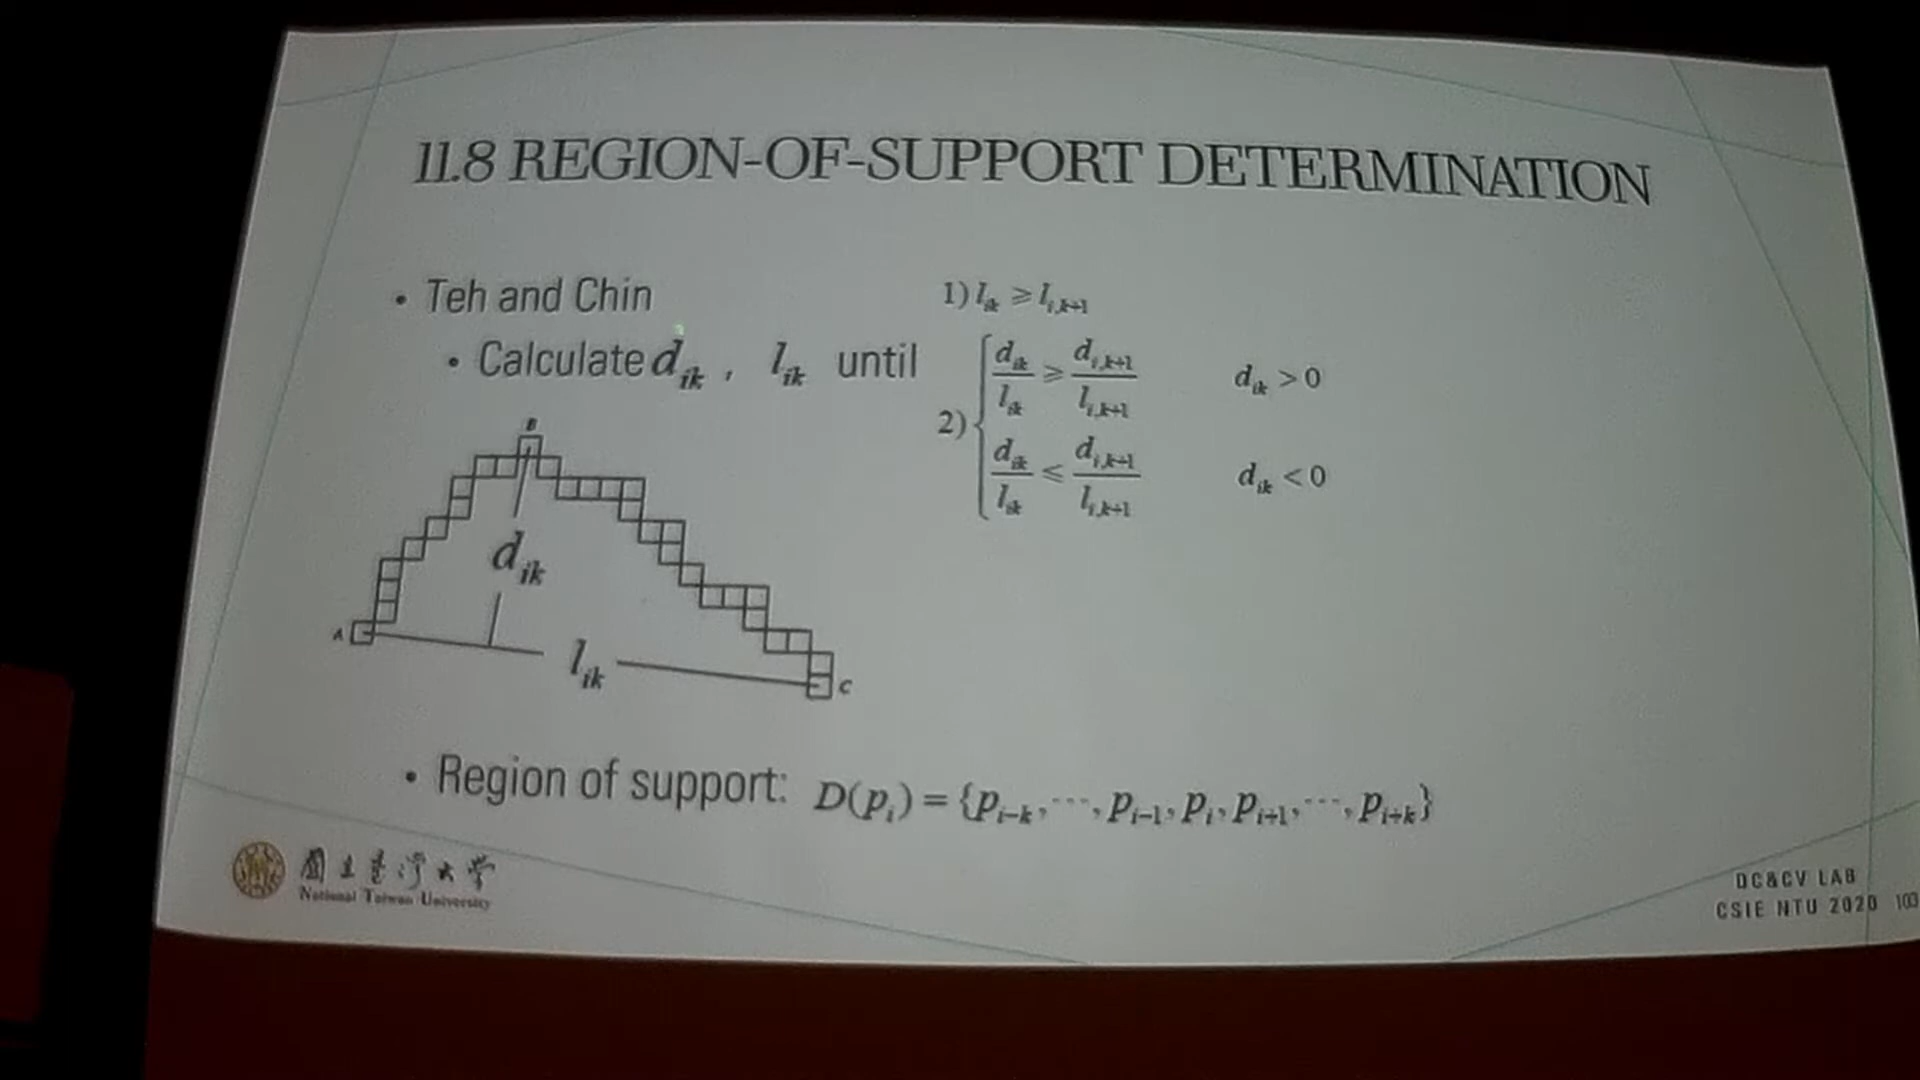 11.8 REGION-OF-SUPPORT DETERMINATION
• Teh and Chin
• Calculate d_ik , l_ik until
1) l_ik ⩾ l_i,k+1
2) { d_ik / l_ik ⩾ d_i,k+1 / l_i,k+1    d_ik > 0
d_ik / l_ik ⩽ d_i,k+1 / l_i,k+1    d_ik < 0
B
d_ik
A
l_ik
C
• Region of support: D(p_i) = {p_i−k, ⋯, p_i−1, p_i, p_i+1, ⋯, p_i+k}
國立臺灣大學
National Taiwan University
DC&CV LAB
CSIE NTU 2020 103